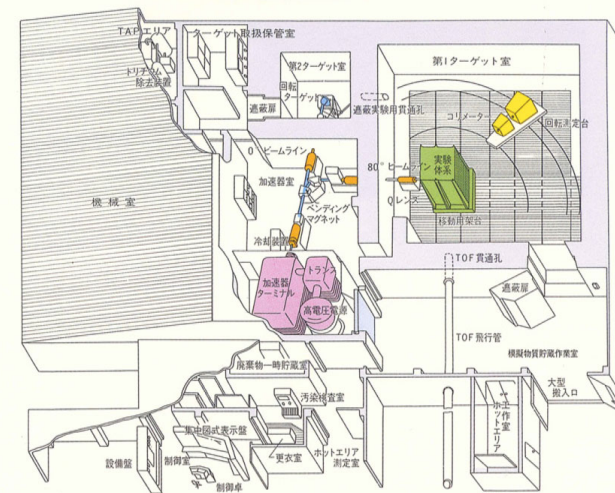 TAPエリア
ターゲット取扱保管室
トリチウム
除去装置
第2ターゲット室
回転
ターゲット
遮蔽扉
遮蔽実験用貫通孔
第1ターゲット室
コリメーター
回転測定台
0°ビームライン
加速器室
80°ビームライン
実験
体系
Qレンズ
移動用架台
ベンディング
マグネット
機械室
冷却装置
加速器
ターミナル
トランス
高電圧電源
TOF貫通孔
遮蔽扉
TOF飛行管
模擬物質貯蔵作業室
大型
搬入口
廃棄物一時貯蔵室
汚染検査室
集中図式表示盤
設備盤
制御室
制御卓
更衣室
ホットエリア
測定室
ホットエリア
工作室